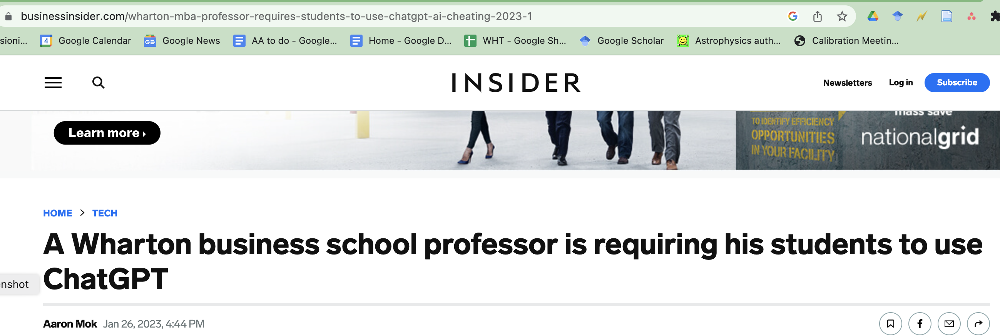 businessinsider.com/wharton-mba-professor-requires-students-to-use-chatgpt-ai-cheating-2023-1
sioni... 4 Google Calendar GE Google News AA to do - Google... Home - Google D... WHT - Google Sh... Google Scholar Astrophysics auth... Calibration Meetin...
INSIDER
Newsletters Log in Subscribe
Learn more
mass save
TO IDENTIFY EFFICIENCY
OPPORTUNITIES
IN YOUR FACILITY
nationalgrid
HOME > TECH
A Wharton business school professor is requiring his students to use
ChatGPT
enshot
Aaron Mok Jan 26, 2023, 4:44 PM